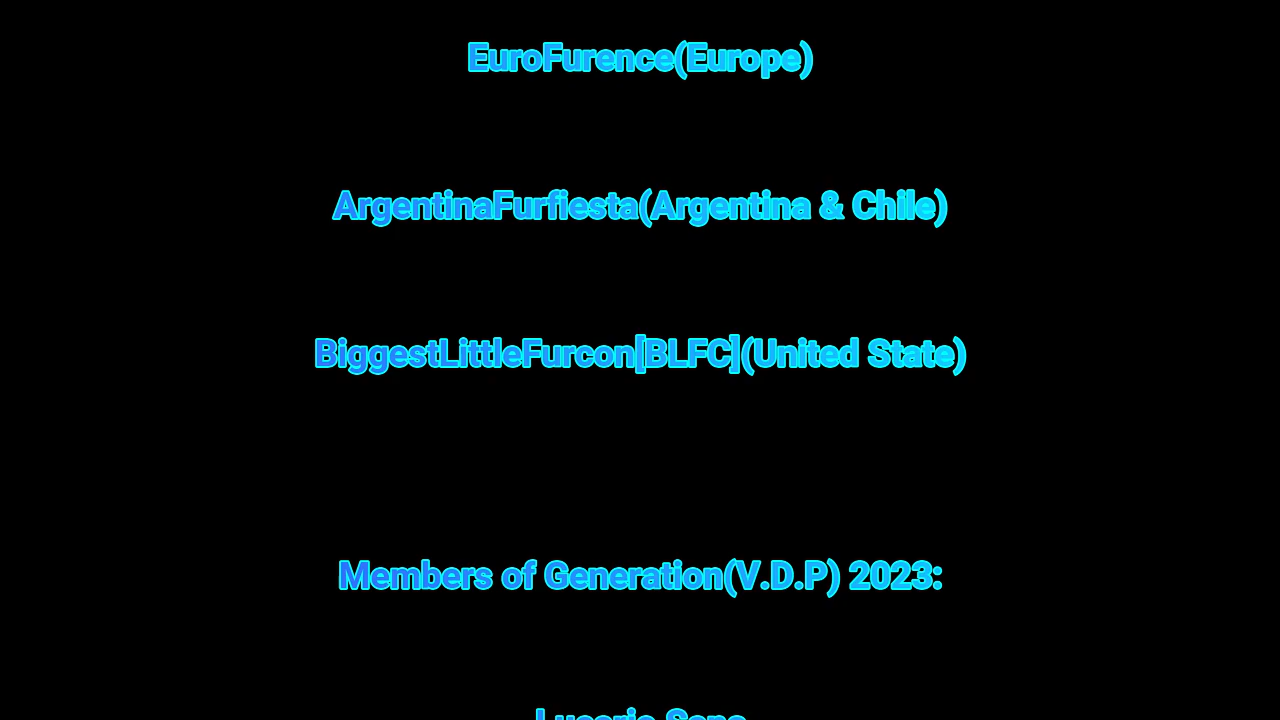 EuroFurence(Europe)
ArgentinaFurfiesta(Argentina & Chile)
BiggestLittleFurcon[BLFC](United State)
Members of Generation(V.D.P) 2023: